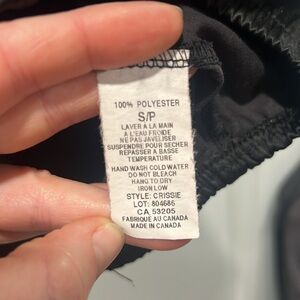 100% POLYESTER
S/P
LAVER A LA MAIN
A L'EAU FROIDE
NE PAS JAVELISER
SUSPENDRE POUR SECHER
REPASSER A BASSE
TEMPERATURE
HAND WASH COLD WATER
DO NOT BLEACH
HANG TO DRY
IRON LOW
STYLE: CRISSIE
LOT: 804686
CA 53205
FABRIQUE AU CANADA
MADE IN CANADA